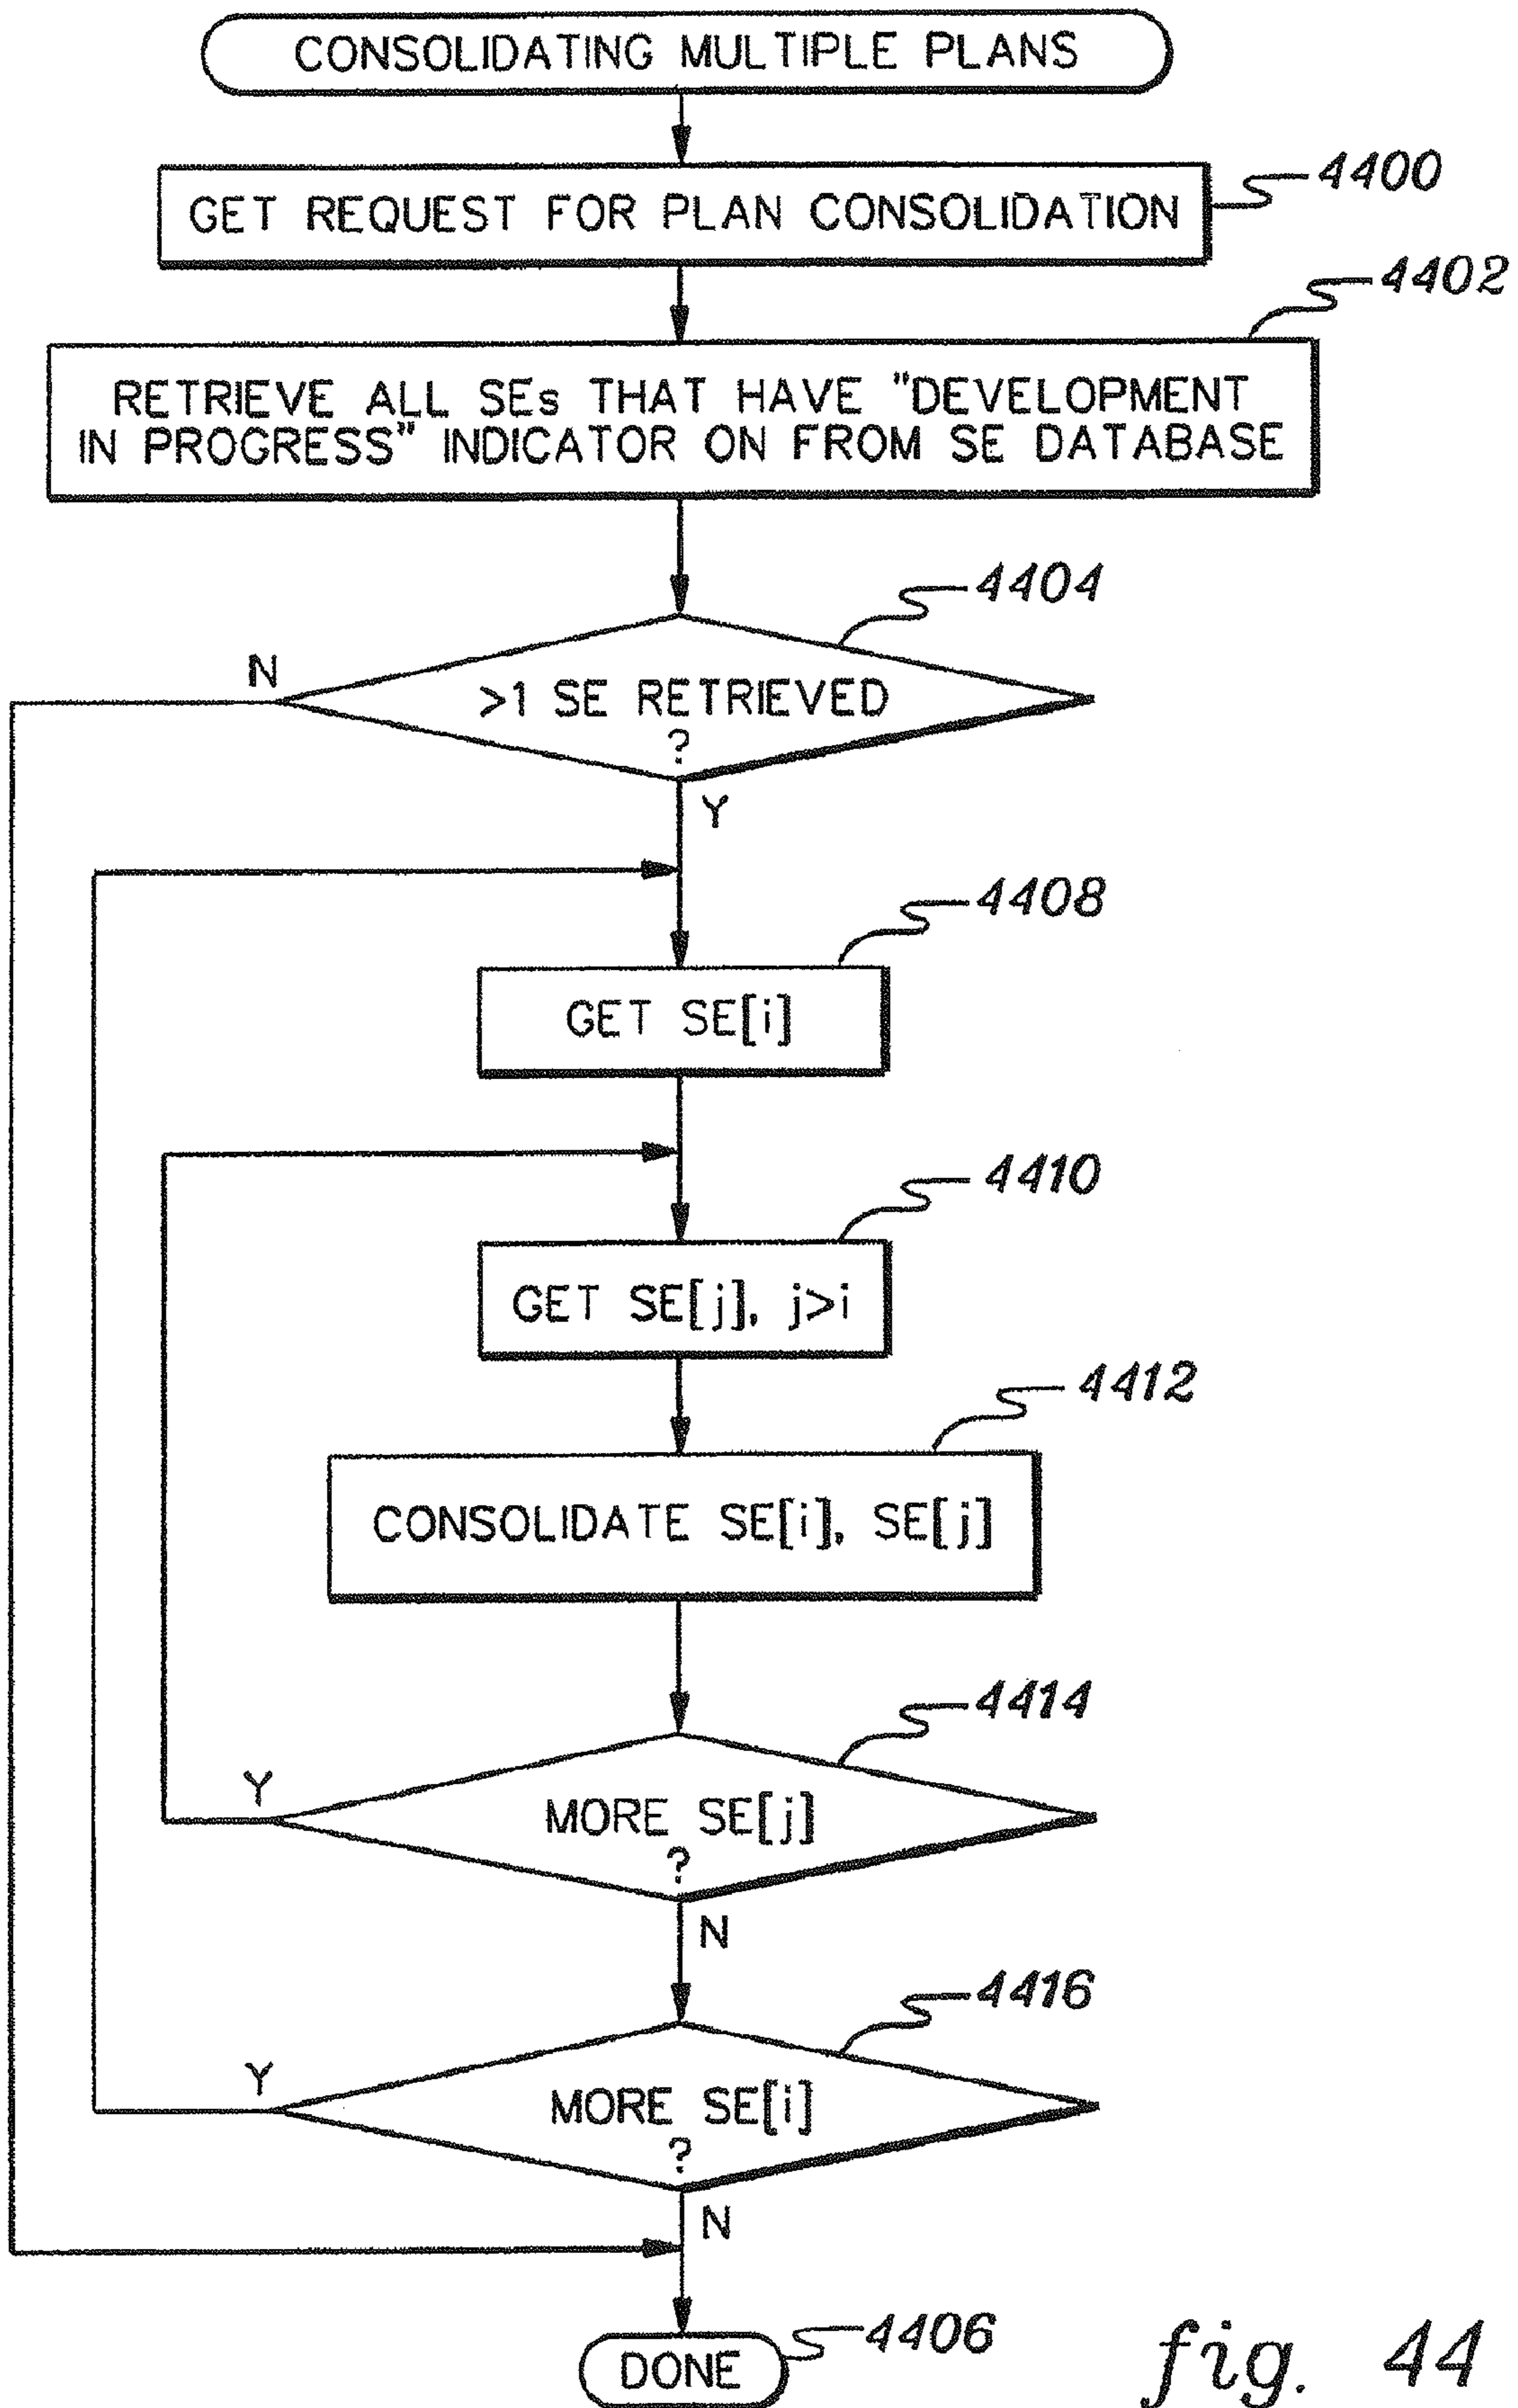 CONSOLIDATING MULTIPLE PLANS
GET REQUEST FOR PLAN CONSOLIDATION
4400
4402
RETRIEVE ALL SEs THAT HAVE "DEVELOPMENT
IN PROGRESS" INDICATOR ON FROM SE DATABASE
4404
N
>1 SE RETRIEVED
?
Y
4408
GET SE[i]
4410
GET SE[j], j>i
4412
CONSOLIDATE SE[i], SE[j]
4414
Y
MORE SE[j]
?
N
4416
Y
MORE SE[i]
?
N
4406
DONE
fig. 44